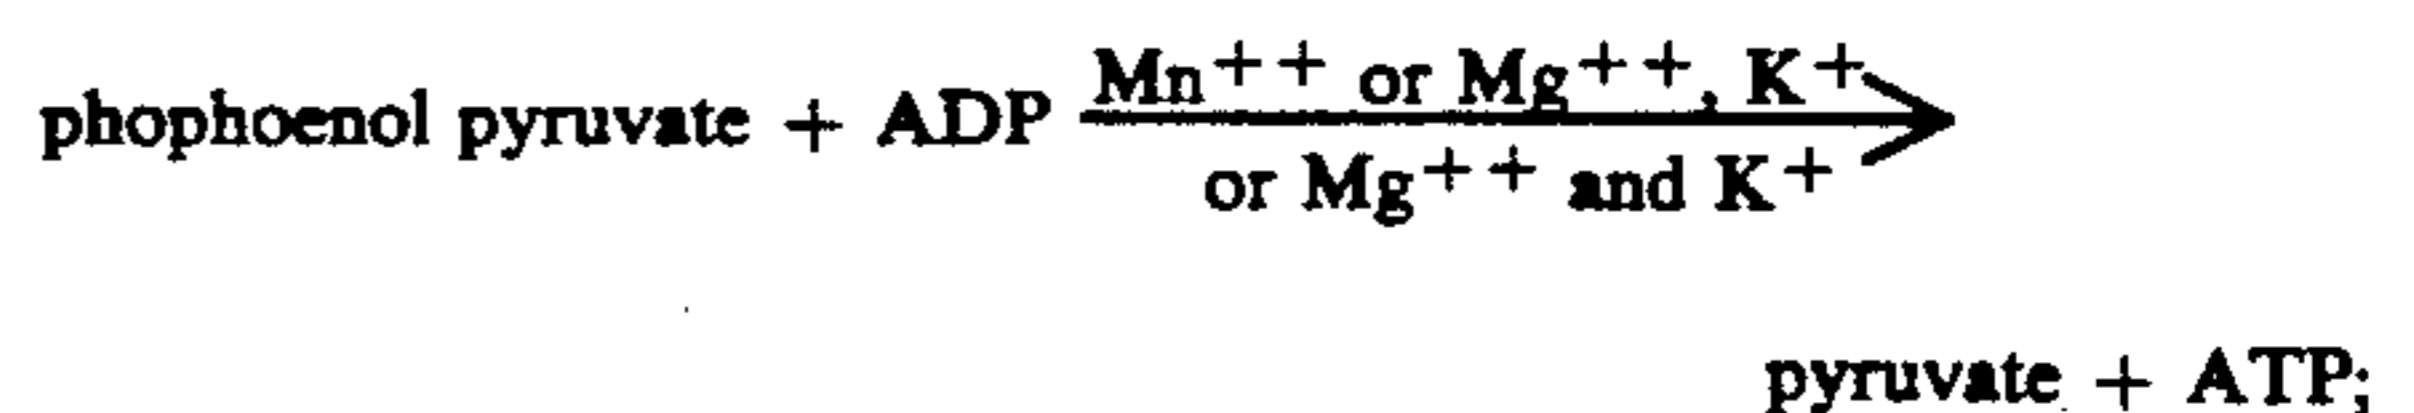 Mn++ or Mg++, K+
phophoenol pyruvate + ADP
or Mg++ and K+
pyruvate + ATP;